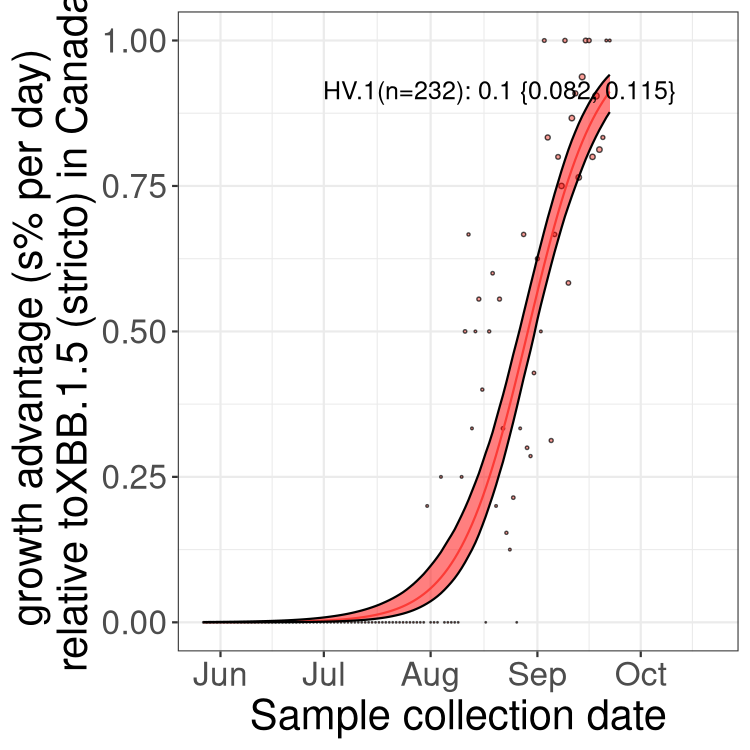 growth advantage (s% per day)
relative toXBB.1.5 (stricto) in Canada
1.00
0.75
0.50
0.25
0.00
HV.1(n=232): 0.1 {0.082, 0.115}
Jun Jul Aug Sep Oct
Sample collection date